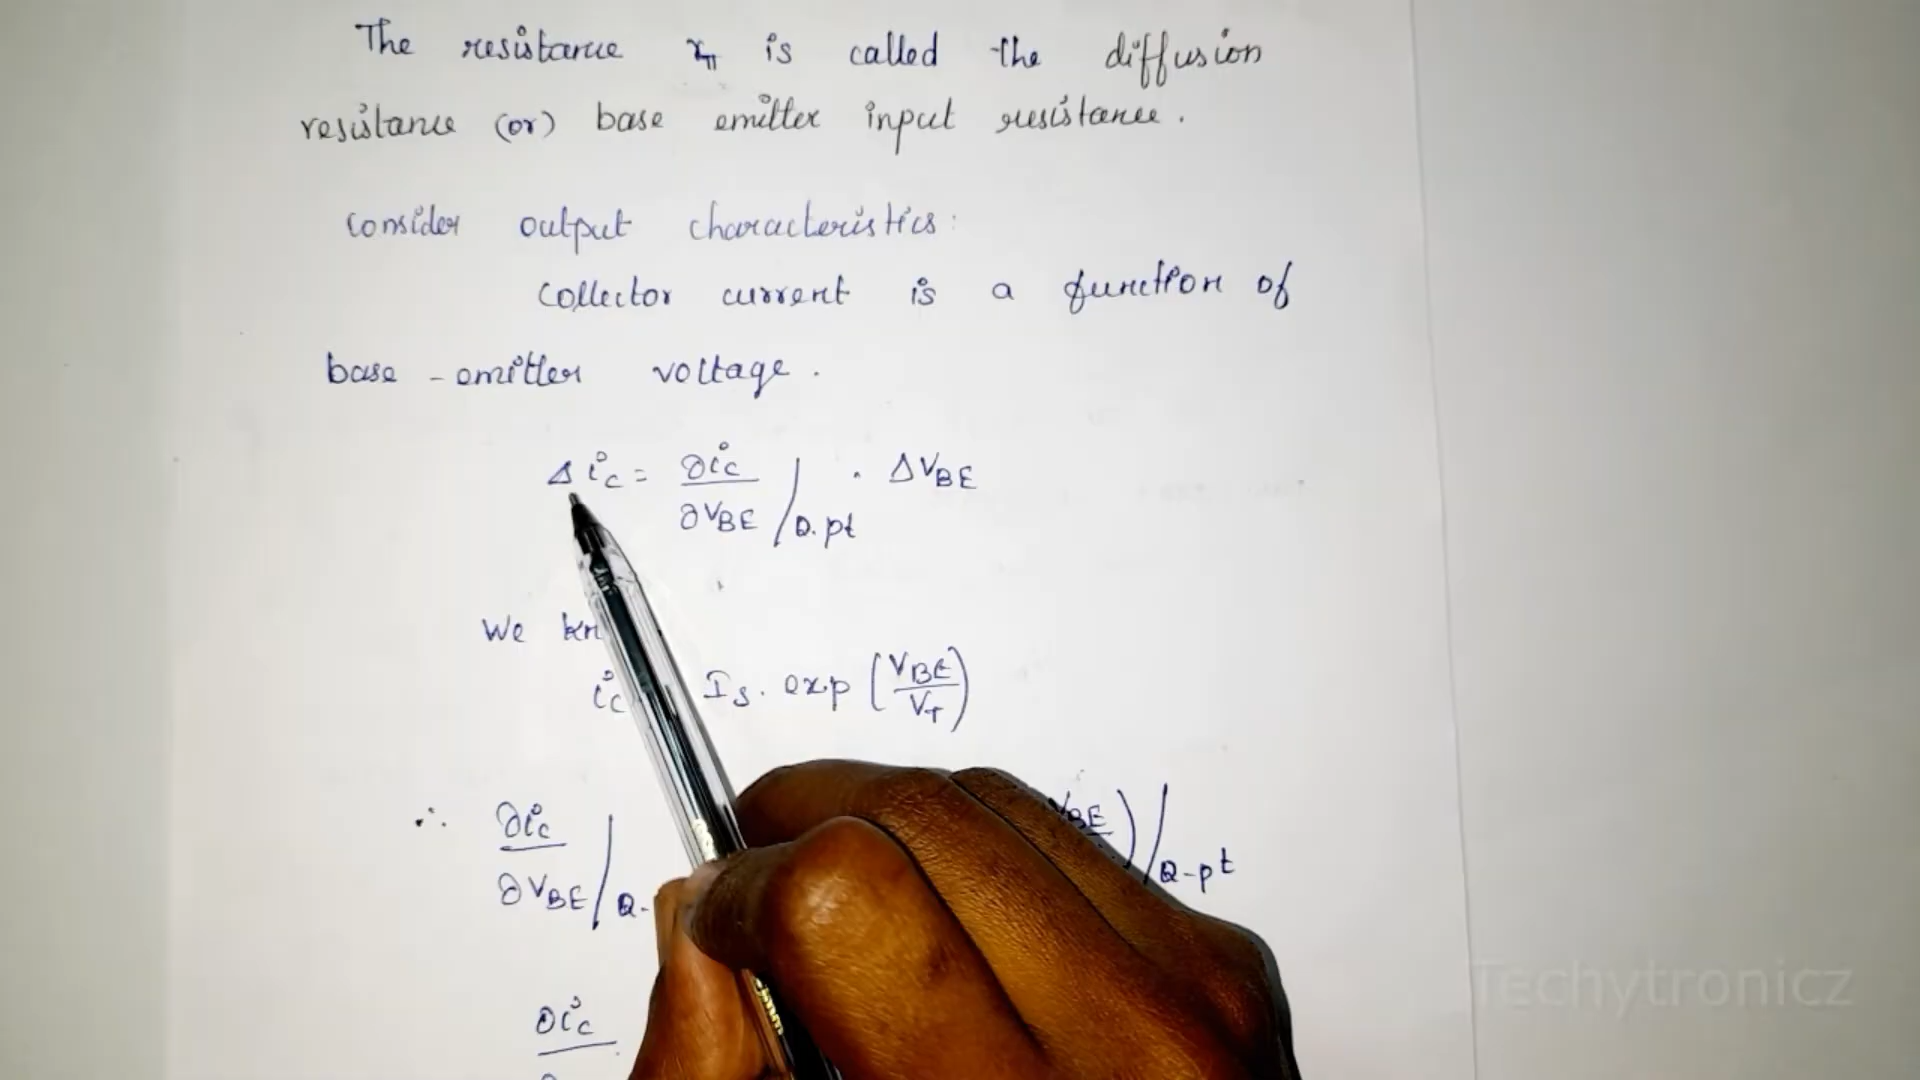 The resistance rπ is called the diffusion
resistance (or) base emitter input resistance.
Consider output characteristics:
Collector current is a function of
base-emitter voltage.
Δic = ∂ic/∂VBE |Q.pt . ΔVBE
We
ic Is. exp (VBE/VT)
∴ ∂ic/∂VBE |Q- BE) |Q-pt
∂ic
Techytronicz